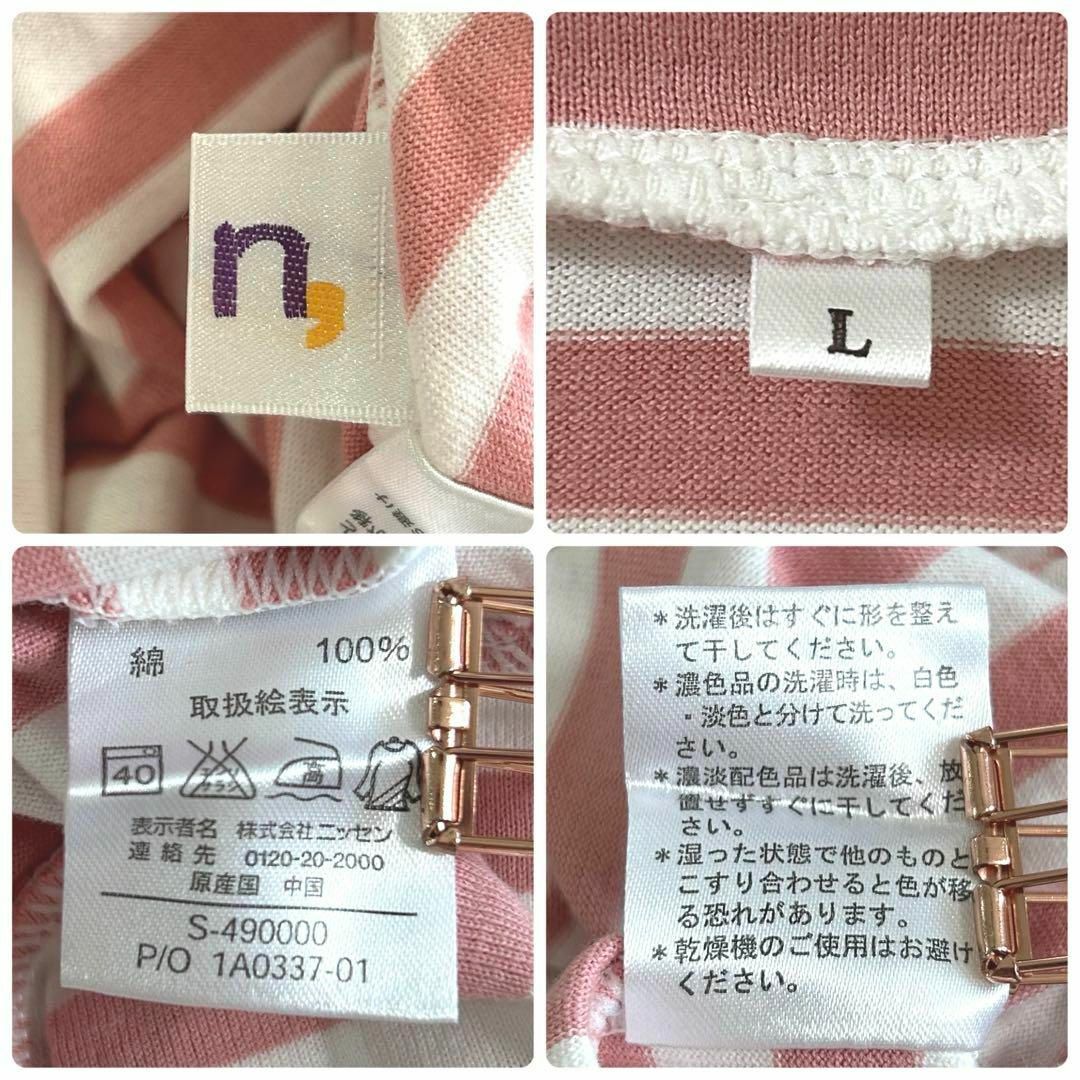 n,
L
綿 100%
取扱絵表示
40 エンソ サラシ 高
表示者名 株式会社ニッセン
連絡先 0120-20-2000
原産国 中国
S-490000
P/O 1A0337-01
*洗濯後はすぐに形を整え
て干してください。
*濃色品の洗濯時は、白色
・淡色と分けて洗ってくだ
さい。
*濃淡配色品は洗濯後、放
置せずすぐに干してくだ
さい。
*湿った状態で他のものと
こすり合わせると色が移
る恐れがあります。
*乾燥機のご使用はお避け
ください。